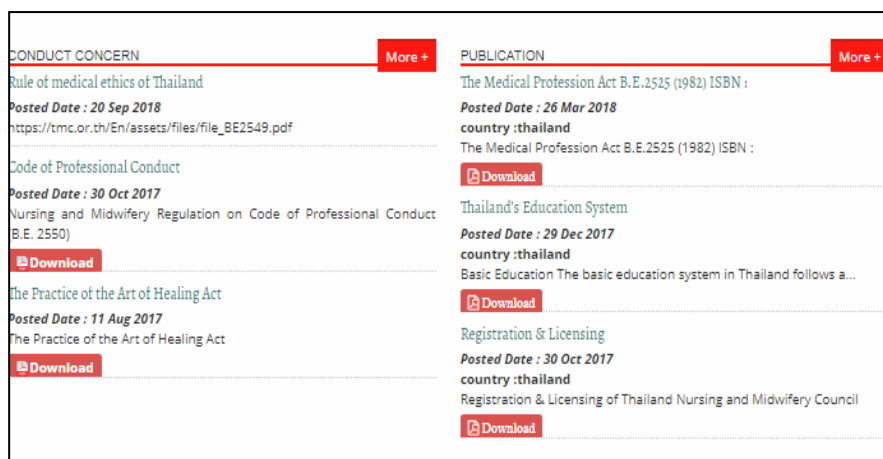 CONDUCT CONCERN
More +
Rule of medical ethics of Thailand
Posted Date : 20 Sep 2018
https://tmc.or.th/En/assets/files/file_BE2549.pdf
Code of Professional Conduct
Posted Date : 30 Oct 2017
Nursing and Midwifery Regulation on Code of Professional Conduct
(B.E. 2550)
Download
The Practice of the Art of Healing Act
Posted Date : 11 Aug 2017
The Practice of the Art of Healing Act
Download
PUBLICATION
More +
The Medical Profession Act B.E.2525 (1982) ISBN :
Posted Date : 26 Mar 2018
country :thailand
The Medical Profession Act B.E.2525 (1982) ISBN :
Download
Thailand's Education System
Posted Date : 29 Dec 2017
country :thailand
Basic Education The basic education system in Thailand follows a...
Download
Registration & Licensing
Posted Date : 30 Oct 2017
country :thailand
Registration & Licensing of Thailand Nursing and Midwifery Council
Download